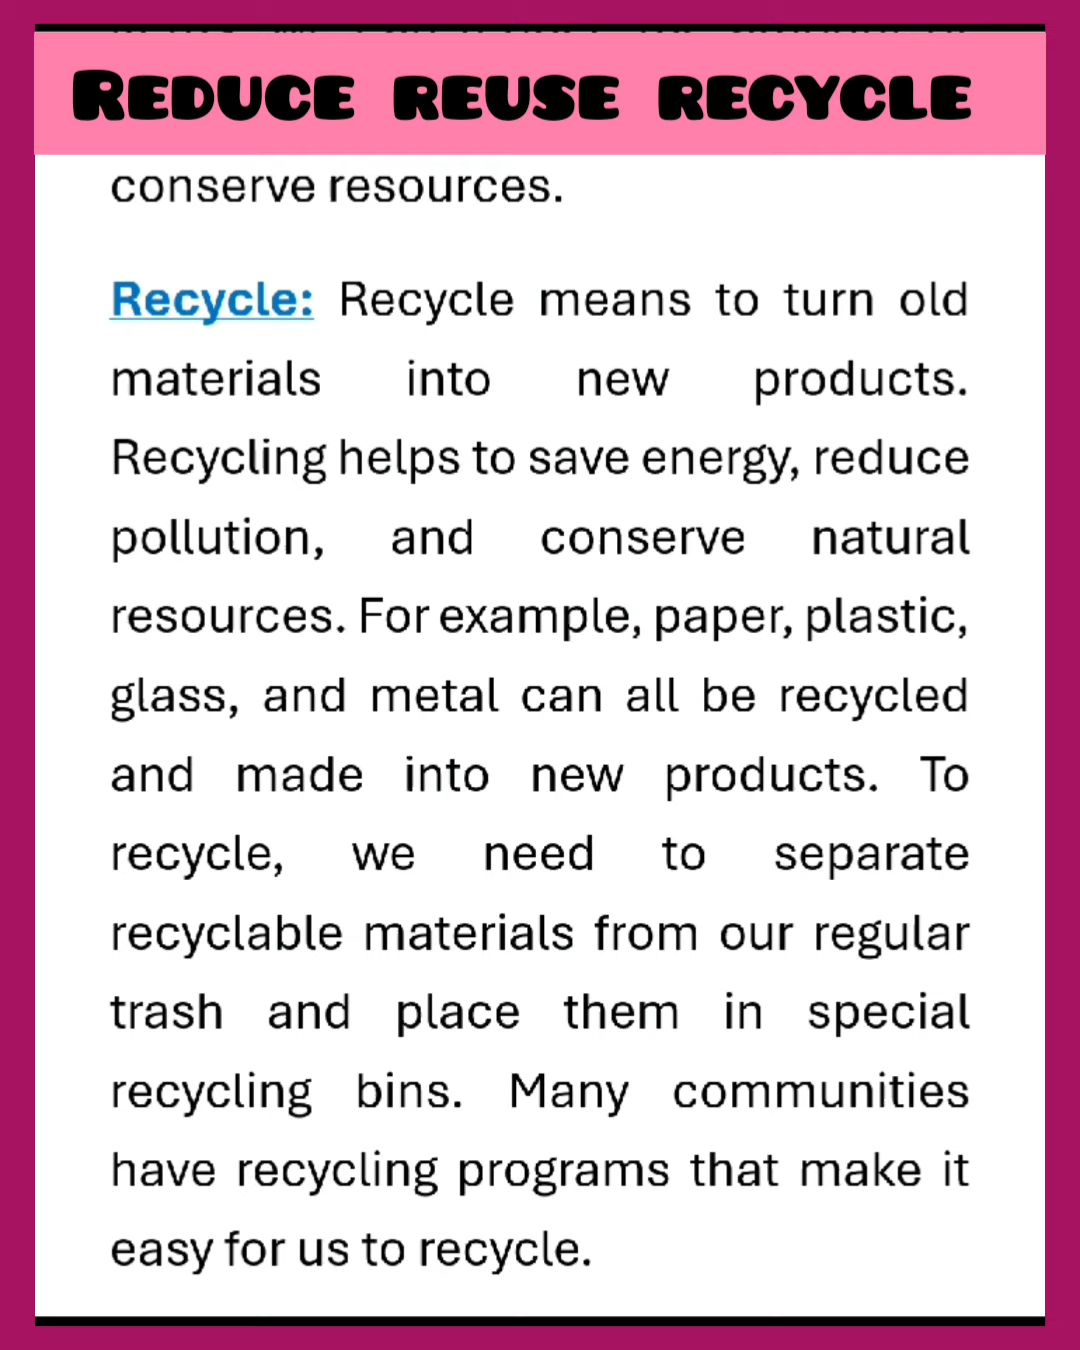 REDUCE REUSE RECYCLE
conserve resources.
Recycle: Recycle means to turn old
materials into new products.
Recycling helps to save energy, reduce
pollution, and conserve natural
resources. For example, paper, plastic,
glass, and metal can all be recycled
and made into new products. To
recycle, we need to separate
recyclable materials from our regular
trash and place them in special
recycling bins. Many communities
have recycling programs that make it
easy for us to recycle.